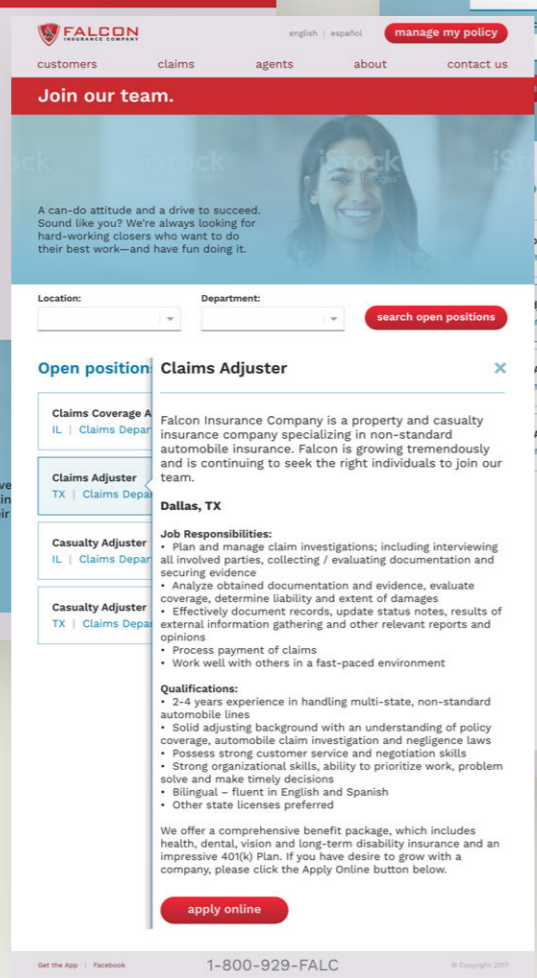 FALCON
INSURANCE COMPANY
english | español
manage my policy
customers
claims
agents
about
contact us
Join our team.
iStock
A can-do attitude and a drive to succeed.
Sound like you? We're always looking for
hard-working closers who want to do
their best work—and have fun doing it.
Location:
Department:
search open positions
Open position
Claims Coverage A
IL | Claims Depar
Claims Adjuster
TX | Claims Depa
Casualty Adjuster
IL | Claims Depar
Casualty Adjuster
TX | Claims Depa
Claims Adjuster
Falcon Insurance Company is a property and casualty
insurance company specializing in non-standard
automobile insurance. Falcon is growing tremendously
and is continuing to seek the right individuals to join our
team.
Dallas, TX
Job Responsibilities:
• Plan and manage claim investigations; including interviewing
all involved parties, collecting / evaluating documentation and
securing evidence
• Analyze obtained documentation and evidence, evaluate
coverage, determine liability and extent of damages
• Effectively document records, update status notes, results of
external information gathering and other relevant reports and
opinions
• Process payment of claims
• Work well with others in a fast-paced environment
Qualifications:
• 2-4 years experience in handling multi-state, non-standard
automobile lines
• Solid adjusting background with an understanding of policy
coverage, automobile claim investigation and negligence laws
• Possess strong customer service and negotiation skills
• Strong organizational skills, ability to prioritize work, problem
solve and make timely decisions
• Bilingual – fluent in English and Spanish
• Other state licenses preferred
We offer a comprehensive benefit package, which includes
health, dental, vision and long-term disability insurance and an
impressive 401(k) Plan. If you have desire to grow with a
company, please click the Apply Online button below.
apply online
Get the App | Facebook
1-800-929-FALC
© Copyright 2017